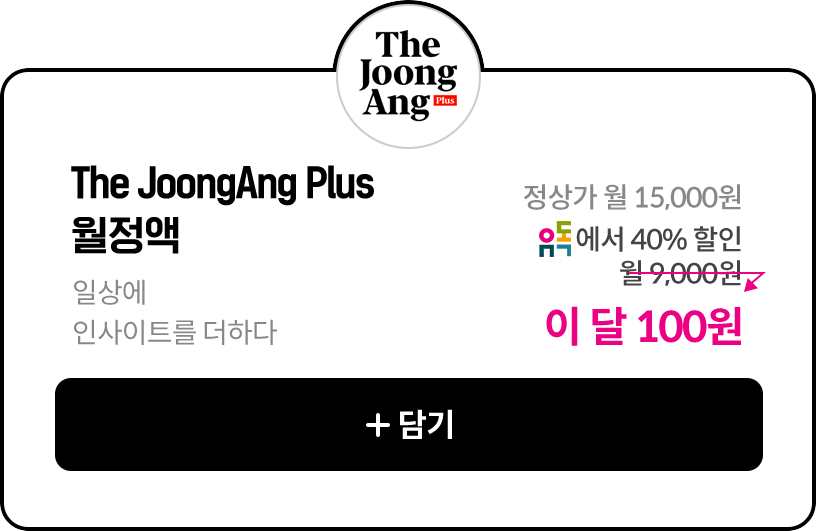 The
Joong
Ang Plus
The JoongAng Plus
월정액
일상에
인사이트를 더하다
정상가 월 15,000원
유독에서 40% 할인
월 9,000원
이 달 100원
+ 담기